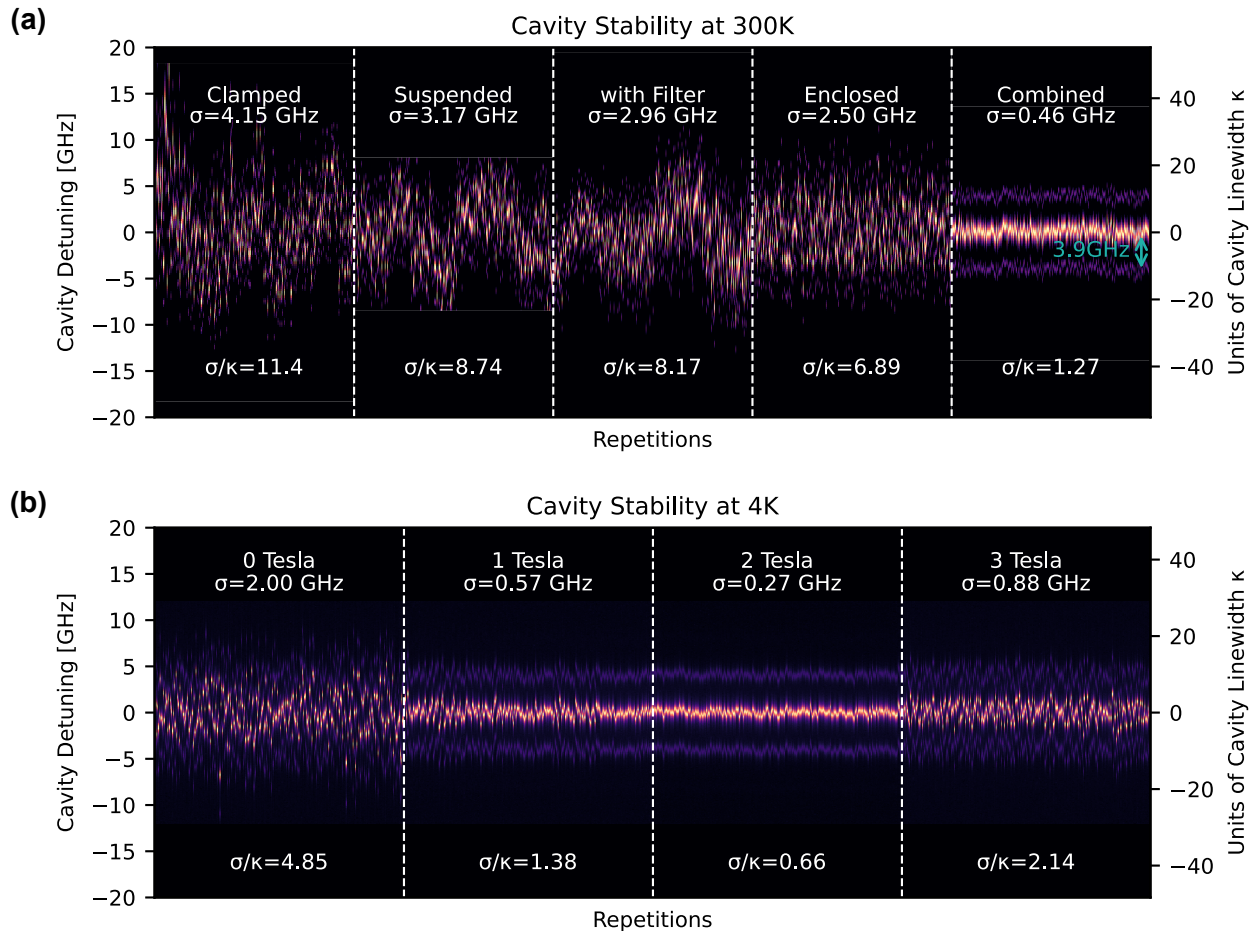 (a)
Cavity Stability at 300K
Cavity Detuning [GHz]
20
15
10
5
0
−5
−10
−15
−20
Clamped
σ=4.15 GHz
σ/κ=11.4
Suspended
σ=3.17 GHz
σ/κ=8.74
with Filter
σ=2.96 GHz
σ/κ=8.17
Enclosed
σ=2.50 GHz
σ/κ=6.89
Combined
σ=0.46 GHz
3.9GHz
σ/κ=1.27
40
20
0
−20
−40
Units of Cavity Linewidth κ
Repetitions
(b)
Cavity Stability at 4K
Cavity Detuning [GHz]
20
15
10
5
0
−5
−10
−15
−20
0 Tesla
σ=2.00 GHz
σ/κ=4.85
1 Tesla
σ=0.57 GHz
σ/κ=1.38
2 Tesla
σ=0.27 GHz
σ/κ=0.66
3 Tesla
σ=0.88 GHz
σ/κ=2.14
40
20
0
−20
−40
Units of Cavity Linewidth κ
Repetitions